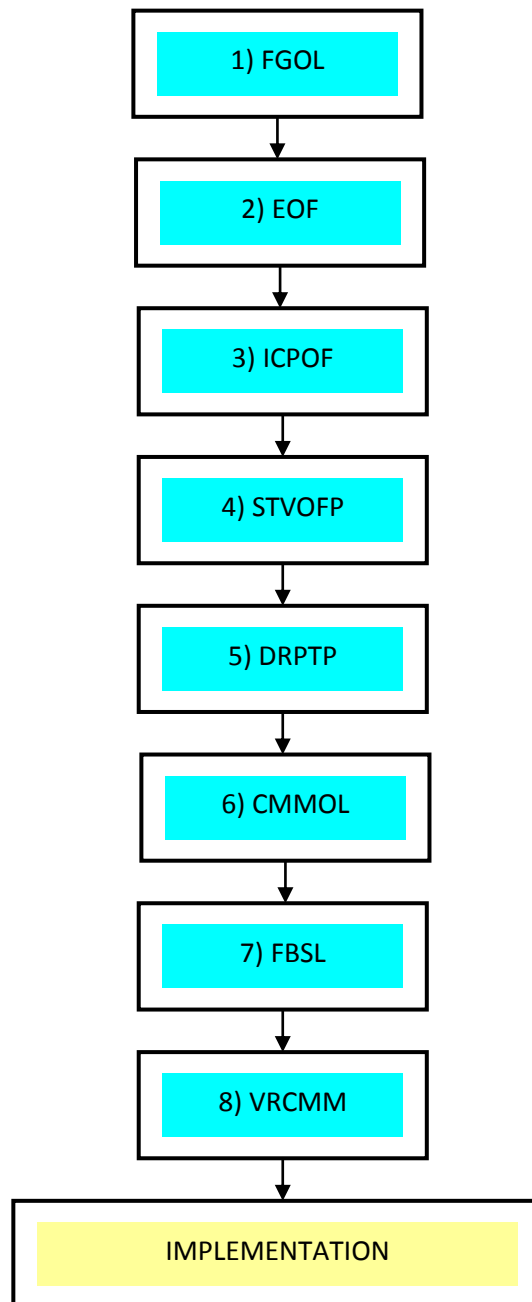 1) FGOL
2) EOF
3) ICPOF
4) STVOFP
5) DRPTP
6) CMMOL
7) FBSL
8) VRCMM
IMPLEMENTATION